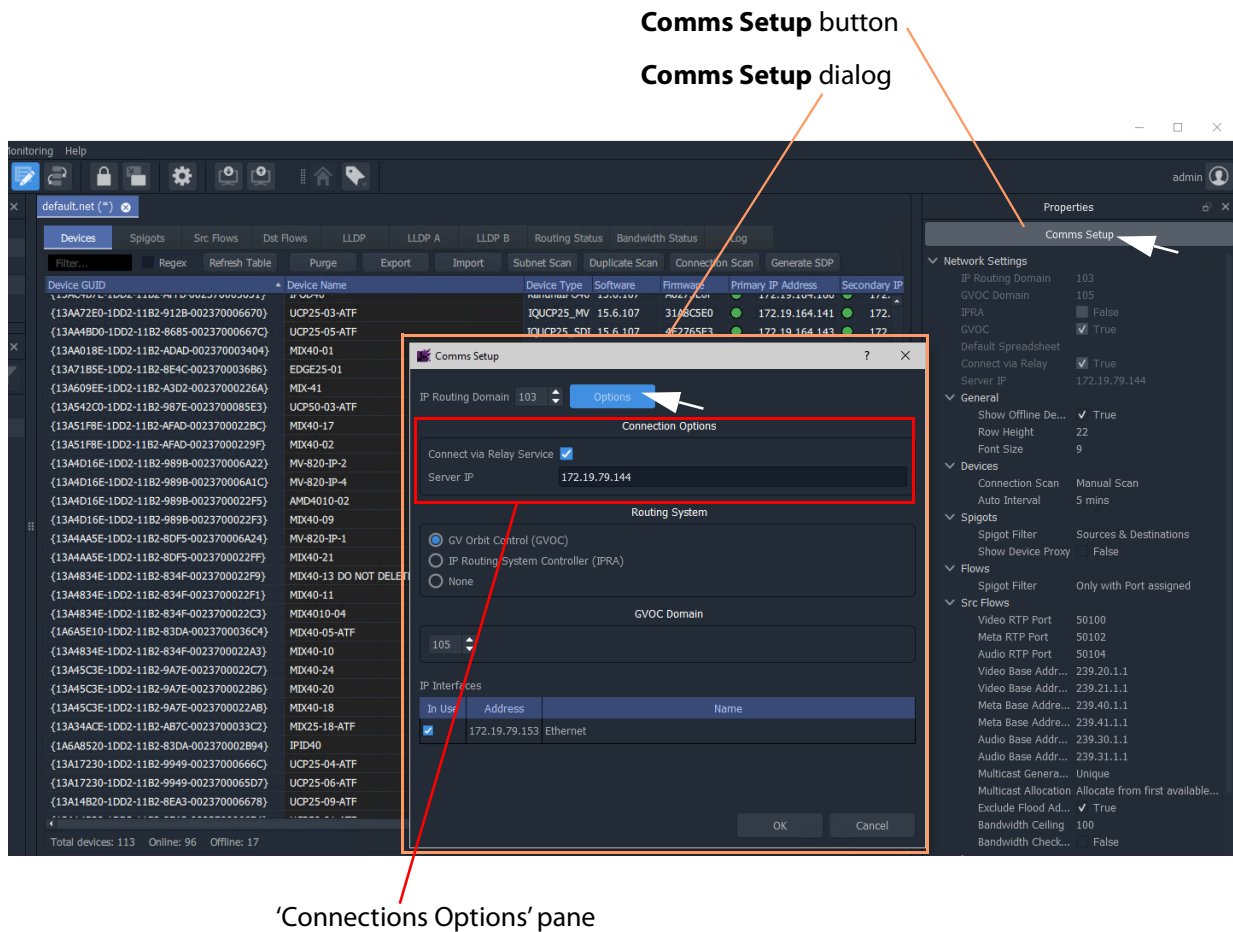 Comms Setup button
Comms Setup dialog
Monitoring Help
admin
default.net (*)
Devices Spigots Src Flows Dst Flows LLDP LLDP A LLDP B Routing Status Bandwidth Status Log
Filter... Regex Refresh Table Purge Export Import Subnet Scan Duplicate Scan Connection Scan Generate SDP
Device GUID Device Name Device Type Software Firmware Primary IP Address Secondary IP
{13AA72E0-1DD2-11B2-912B-002370006670} UCP25-03-ATF IQUCP25_MV 15.6.107 31A8C5E0 172.19.164.141 172.
{13AA4BD0-1DD2-11B2-8685-00237000667C} UCP25-05-ATF IQUCP25_SDI 15.6.107 4F2765E3 172.19.164.143 172
{13AA018E-1DD2-11B2-ADAD-002370003404} MIX40-01
{13A71B5E-1DD2-11B2-8E4C-0023700036B6} EDGE25-01
{13A609EE-1DD2-11B2-A3D2-00237000226A} MIX-41
{13A542C0-1DD2-11B2-987E-0023700085E3} UCP50-03-ATF
{13A51F8E-1DD2-11B2-AFAD-0023700022BC} MIX40-17
{13A51F8E-1DD2-11B2-AFAD-00237000229F} MIX40-02
{13A4D16E-1DD2-11B2-989B-002370006A22} MV-820-IP-2
{13A4D16E-1DD2-11B2-989B-002370006A1C} MV-820-IP-4
{13A4D16E-1DD2-11B2-989B-0023700022F5} AMD4010-02
{13A4D16E-1DD2-11B2-989B-0023700022F3} MIX40-09
{13A4AA5E-1DD2-11B2-8DF5-002370006A24} MV-820-IP-1
{13A4AA5E-1DD2-11B2-8DF5-0023700022FF} MIX40-21
{13A4834E-1DD2-11B2-834F-0023700022F9} MIX40-13 DO NOT DELET
{13A4834E-1DD2-11B2-834F-0023700022F1} MIX40-11
{13A4834E-1DD2-11B2-834F-0023700022C3} MIX4010-04
{1A6A5E10-1DD2-11B2-83DA-0023700036C4} MIX40-05-ATF
{13A4834E-1DD2-11B2-834F-0023700022A3} MIX40-10
{13A45C3E-1DD2-11B2-9A7E-0023700022C7} MIX40-24
{13A45C3E-1DD2-11B2-9A7E-0023700022B6} MIX40-20
{13A45C3E-1DD2-11B2-9A7E-0023700022AB} MIX40-18
{13A34ACE-1DD2-11B2-AB7C-0023700033C2} MIX25-18-ATF
{1A6A8520-1DD2-11B2-83DA-002370002B94} IPID40
{13A17230-1DD2-11B2-9949-00237000666C} UCP25-04-ATF
{13A17230-1DD2-11B2-9949-0023700065D7} UCP25-06-ATF
{13A14B20-1DD2-11B2-8EA3-002370006678} UCP25-09-ATF
Total devices: 113 Online: 96 Offline: 17
Comms Setup ?
IP Routing Domain 103 Options
Connection Options
Connect via Relay Service
Server IP 172.19.79.144
Routing System
GV Orbit Control (GVOC)
IP Routing System Controller (IPRA)
None
GVOC Domain
105
IP Interfaces
In Use Address Name
172.19.79.153 Ethernet
OK Cancel
Properties
Comms Setup
Network Settings
IP Routing Domain 103
GVOC Domain 105
IPRA False
GVOC True
Default Spreadsheet
Connect via Relay True
Server IP 172.19.79.144
General
Show Offline De... True
Row Height 22
Font Size 9
Devices
Connection Scan Manual Scan
Auto Interval 5 mins
Spigots
Spigot Filter Sources & Destinations
Show Device Proxy False
Flows
Spigot Filter Only with Port assigned
Src Flows
Video RTP Port 50100
Meta RTP Port 50102
Audio RTP Port 50104
Video Base Addr... 239.20.1.1
Video Base Addr... 239.21.1.1
Meta Base Addre... 239.40.1.1
Meta Base Addre... 239.41.1.1
Audio Base Addr... 239.30.1.1
Audio Base Addr... 239.31.1.1
Multicast Genera... Unique
Multicast Allocation Allocate from first available...
Exclude Flood Ad... True
Bandwidth Ceiling 100
Bandwidth Check... False
‘Connections Options’ pane